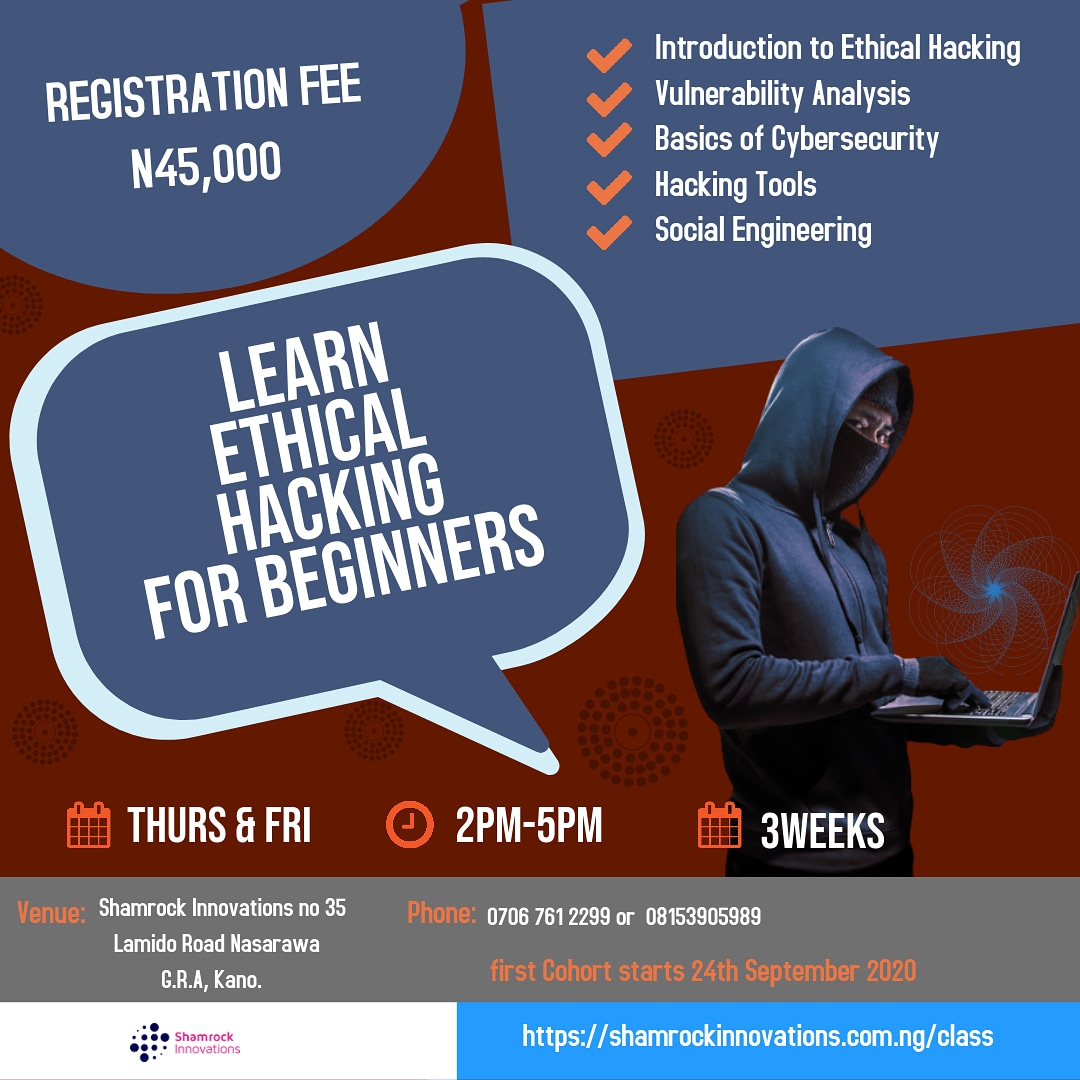 REGISTRATION FEE
N45,000
Introduction to Ethical Hacking
Vulnerability Analysis
Basics of Cybersecurity
Hacking Tools
Social Engineering
LEARN
ETHICAL
HACKING
FOR BEGINNERS
THURS & FRI
2PM-5PM
3WEEKS
Venue: Shamrock Innovations no 35
Lamido Road Nasarawa
G.R.A, Kano.
Phone: 0706 761 2299 or 08153905989
first Cohort starts 24th September 2020
Shamrock
Innovations
https://shamrockinnovations.com.ng/class